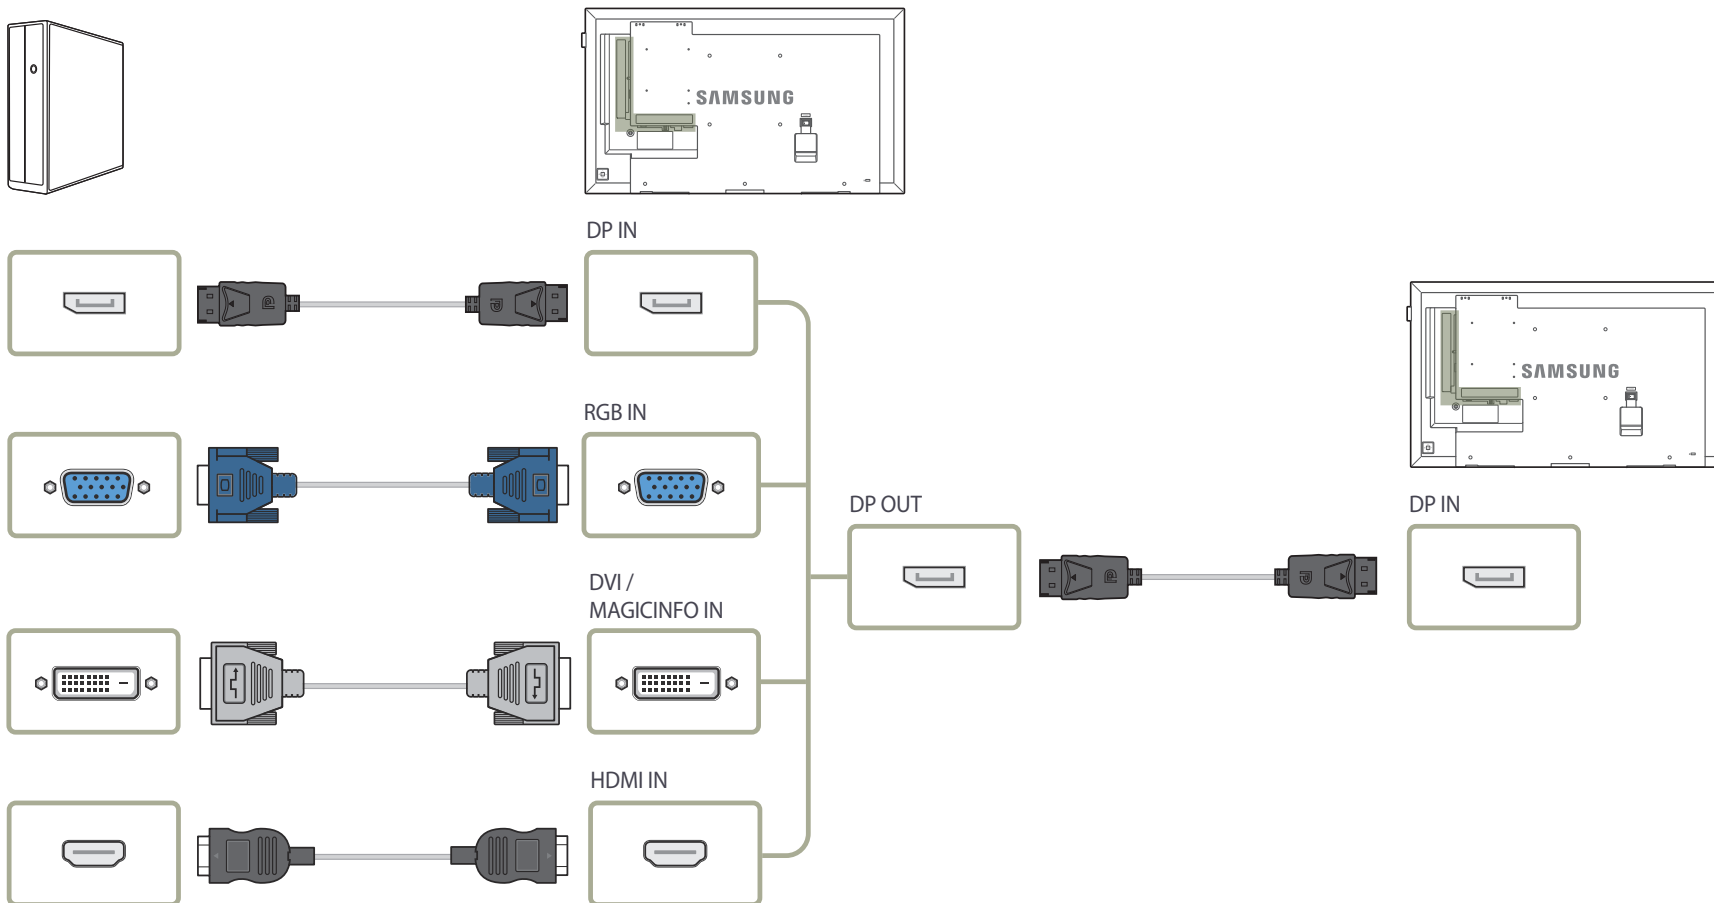 SAMSUNG
DP IN
SAMSUNG
RGB IN
DP OUT
DP IN
DVI /
MAGICINFO IN
HDMI IN